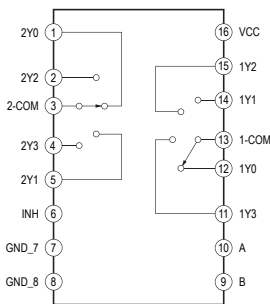 2Y0 1
2Y2 2
2-COM 3
2Y3 4
2Y1 5
INH 6
GND_7 7
GND_8 8
16 VCC
15 1Y2
14 1Y1
13 1-COM
12 1Y0
11 1Y3
10 A
9 B